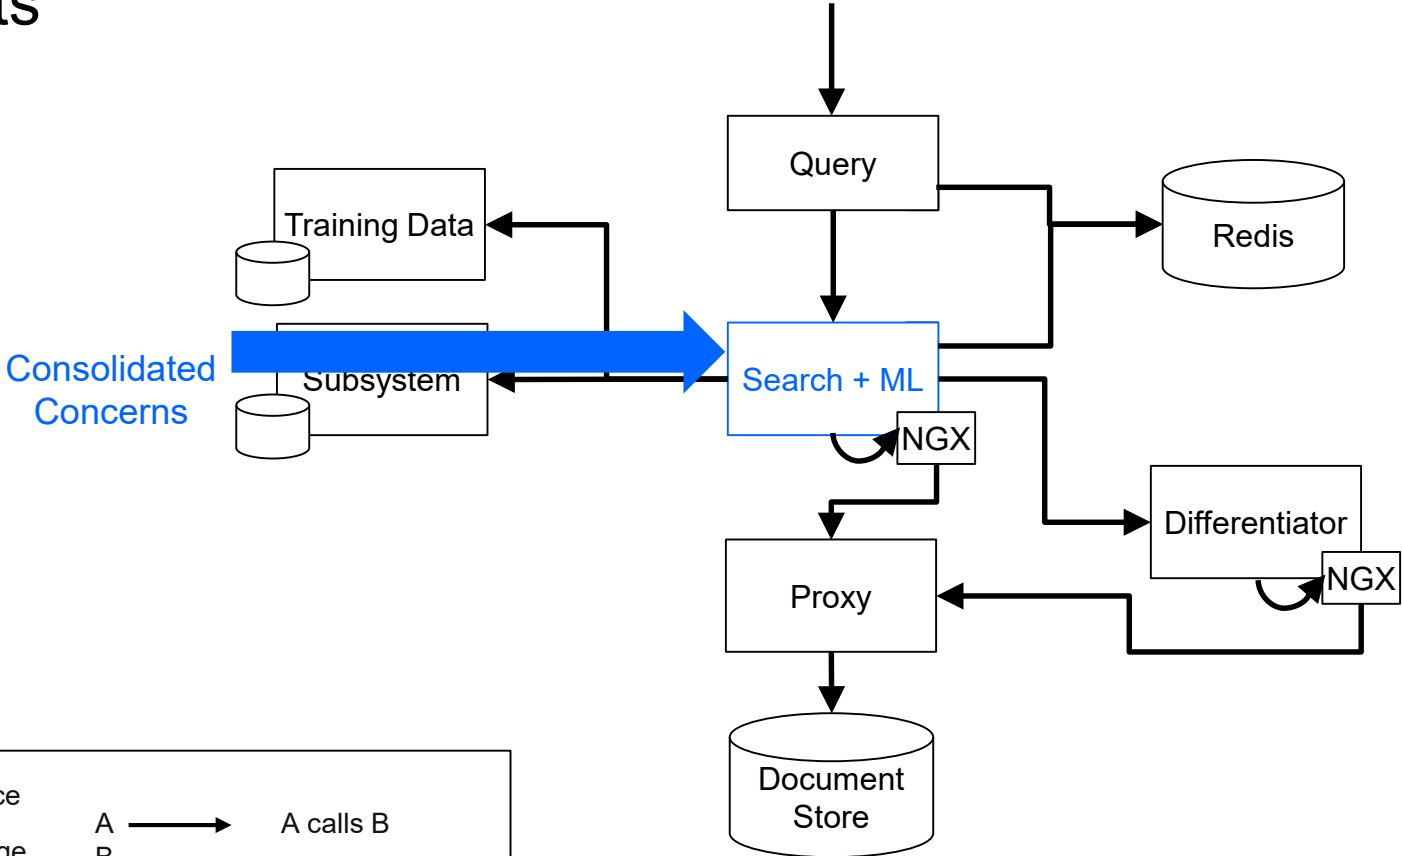 Query
Training Data
Redis
Consolidated
Concerns
Subsystem
Search + ML
NGX
Differentiator
NGX
Proxy
Document
Store
A
A calls B